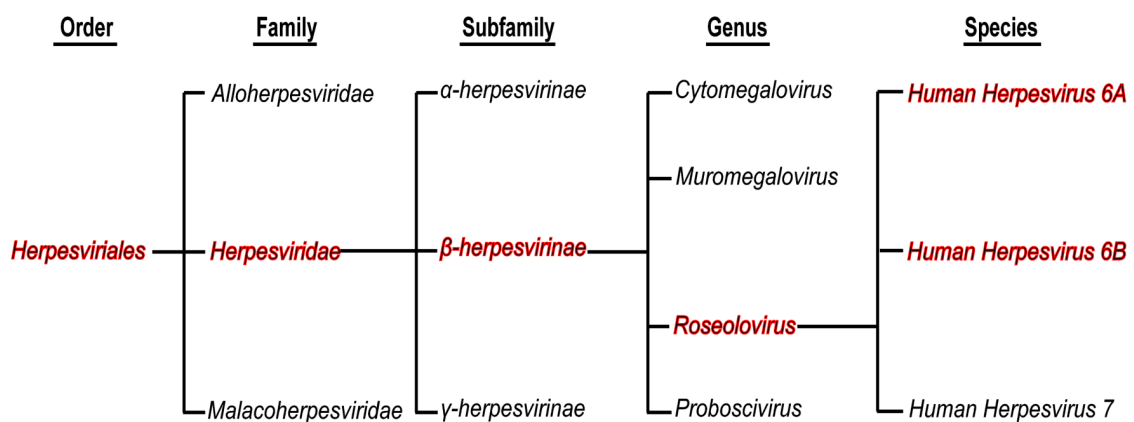 Order Family Subfamily Genus Species
Alloherpesviridae α-herpesvirinae Cytomegalovirus Human Herpesvirus 6A
Muromegalovirus
Herpesviriales Herpesviridae β-herpesvirinae Human Herpesvirus 6B
Roseolovirus
Malacoherpesviridae γ-herpesvirinae Proboscivirus Human Herpesvirus 7